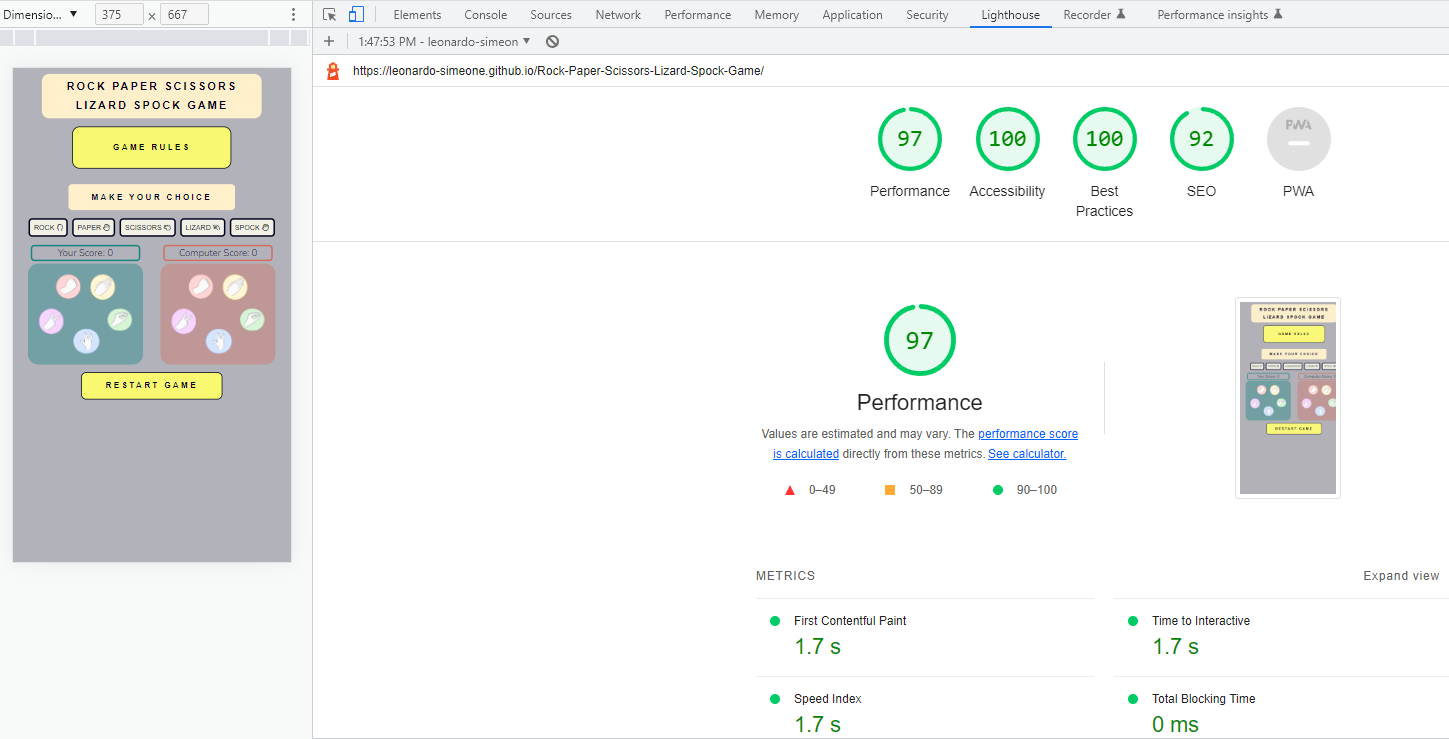 Dimensio... ▼ 375 × 667
Elements Console Sources Network Performance Memory Application Security Lighthouse Recorder Performance insights
+ 1:47:53 PM - leonardo-simeon ▼
https://leonardo-simeone.github.io/Rock-Paper-Scissors-Lizard-Spock-Game/
ROCK PAPER SCISSORS
LIZARD SPOCK GAME
GAME RULES
MAKE YOUR CHOICE
ROCK PAPER SCISSORS LIZARD SPOCK
Your Score: 0 Computer Score: 0
RESTART GAME
97 100 100 92 PWA
Performance Accessibility Best Practices SEO PWA
97
Performance
Values are estimated and may vary. The performance score
is calculated directly from these metrics. See calculator.
0–49 50–89 90–100
ROCK PAPER SCISSORS
LIZARD SPOCK GAME
GAME RULES
MAKE YOUR CHOICE
RESTART GAME
METRICS Expand view
First Contentful Paint
1.7 s
Time to Interactive
1.7 s
Speed Index
1.7 s
Total Blocking Time
0 ms